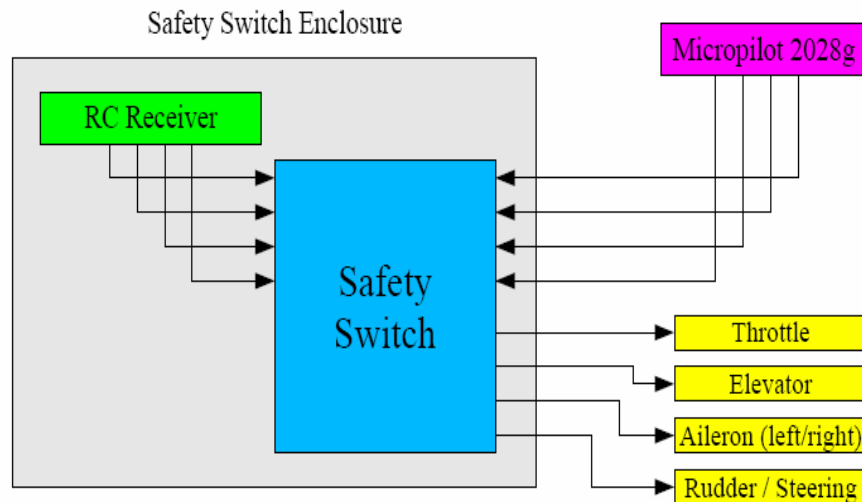 Safety Switch Enclosure
Micropilot 2028g
RC Receiver
Safety
Switch
Throttle
Elevator
Aileron (left/right)
Rudder / Steering